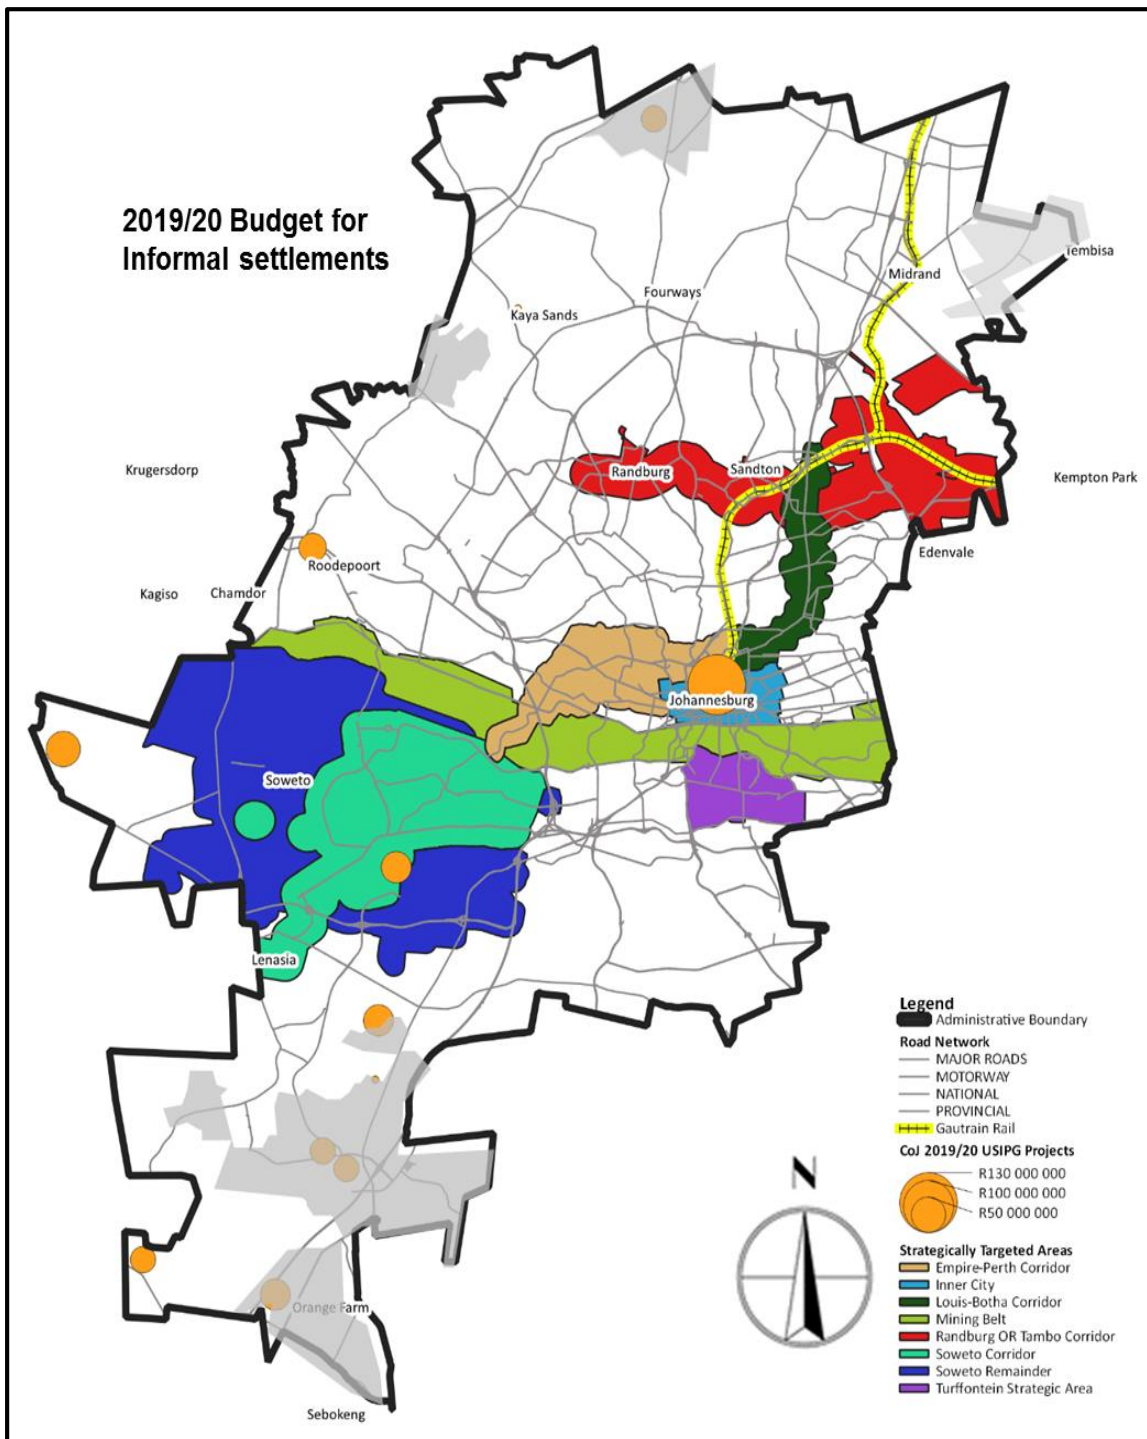 2019/20 Budget for
Informal settlements
Tembisa
Midrand
Fourways
Kaya Sands
Krugersdorp
Randburg
Sandton
Kempton Park
Edenvale
Roodepoort
Kagiso
Chamdor
Johannesburg
Soweto
Lenasia
Orange Farm
Sebokeng
N
Legend
Administrative Boundary
Road Network
MAJOR ROADS
MOTORWAY
NATIONAL
PROVINCIAL
Gautrain Rail
CoJ 2019/20 USIPG Projects
R130 000 000
R100 000 000
R50 000 000
Strategically Targeted Areas
Empire-Perth Corridor
Inner City
Louis-Botha Corridor
Mining Belt
Randburg OR Tambo Corridor
Soweto Corridor
Soweto Remainder
Turffontein Strategic Area